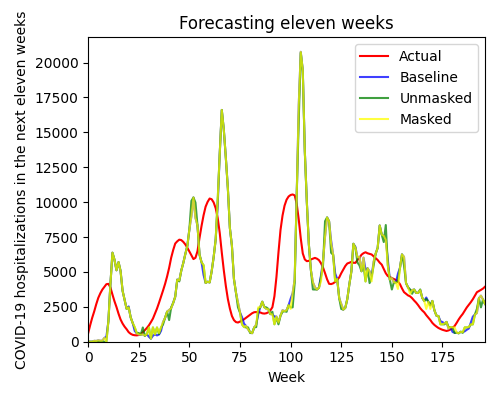 Forecasting eleven weeks
COVID-19 hospitalizations in the next eleven weeks
20000
17500
15000
12500
10000
7500
5000
2500
0
Actual
Baseline
Unmasked
Masked
0 25 50 75 100 125 150 175
Week